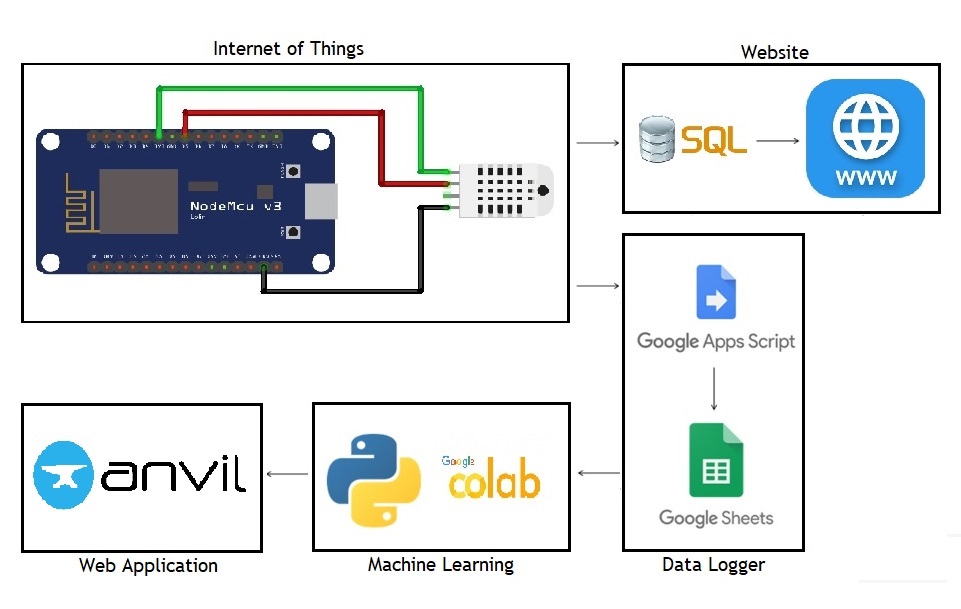 Internet of Things
Website
NodeMcu v3
Lolin
SQL
WWW
Google Apps Script
Google Sheets
anvil
Google
colab
Web Application
Machine Learning
Data Logger